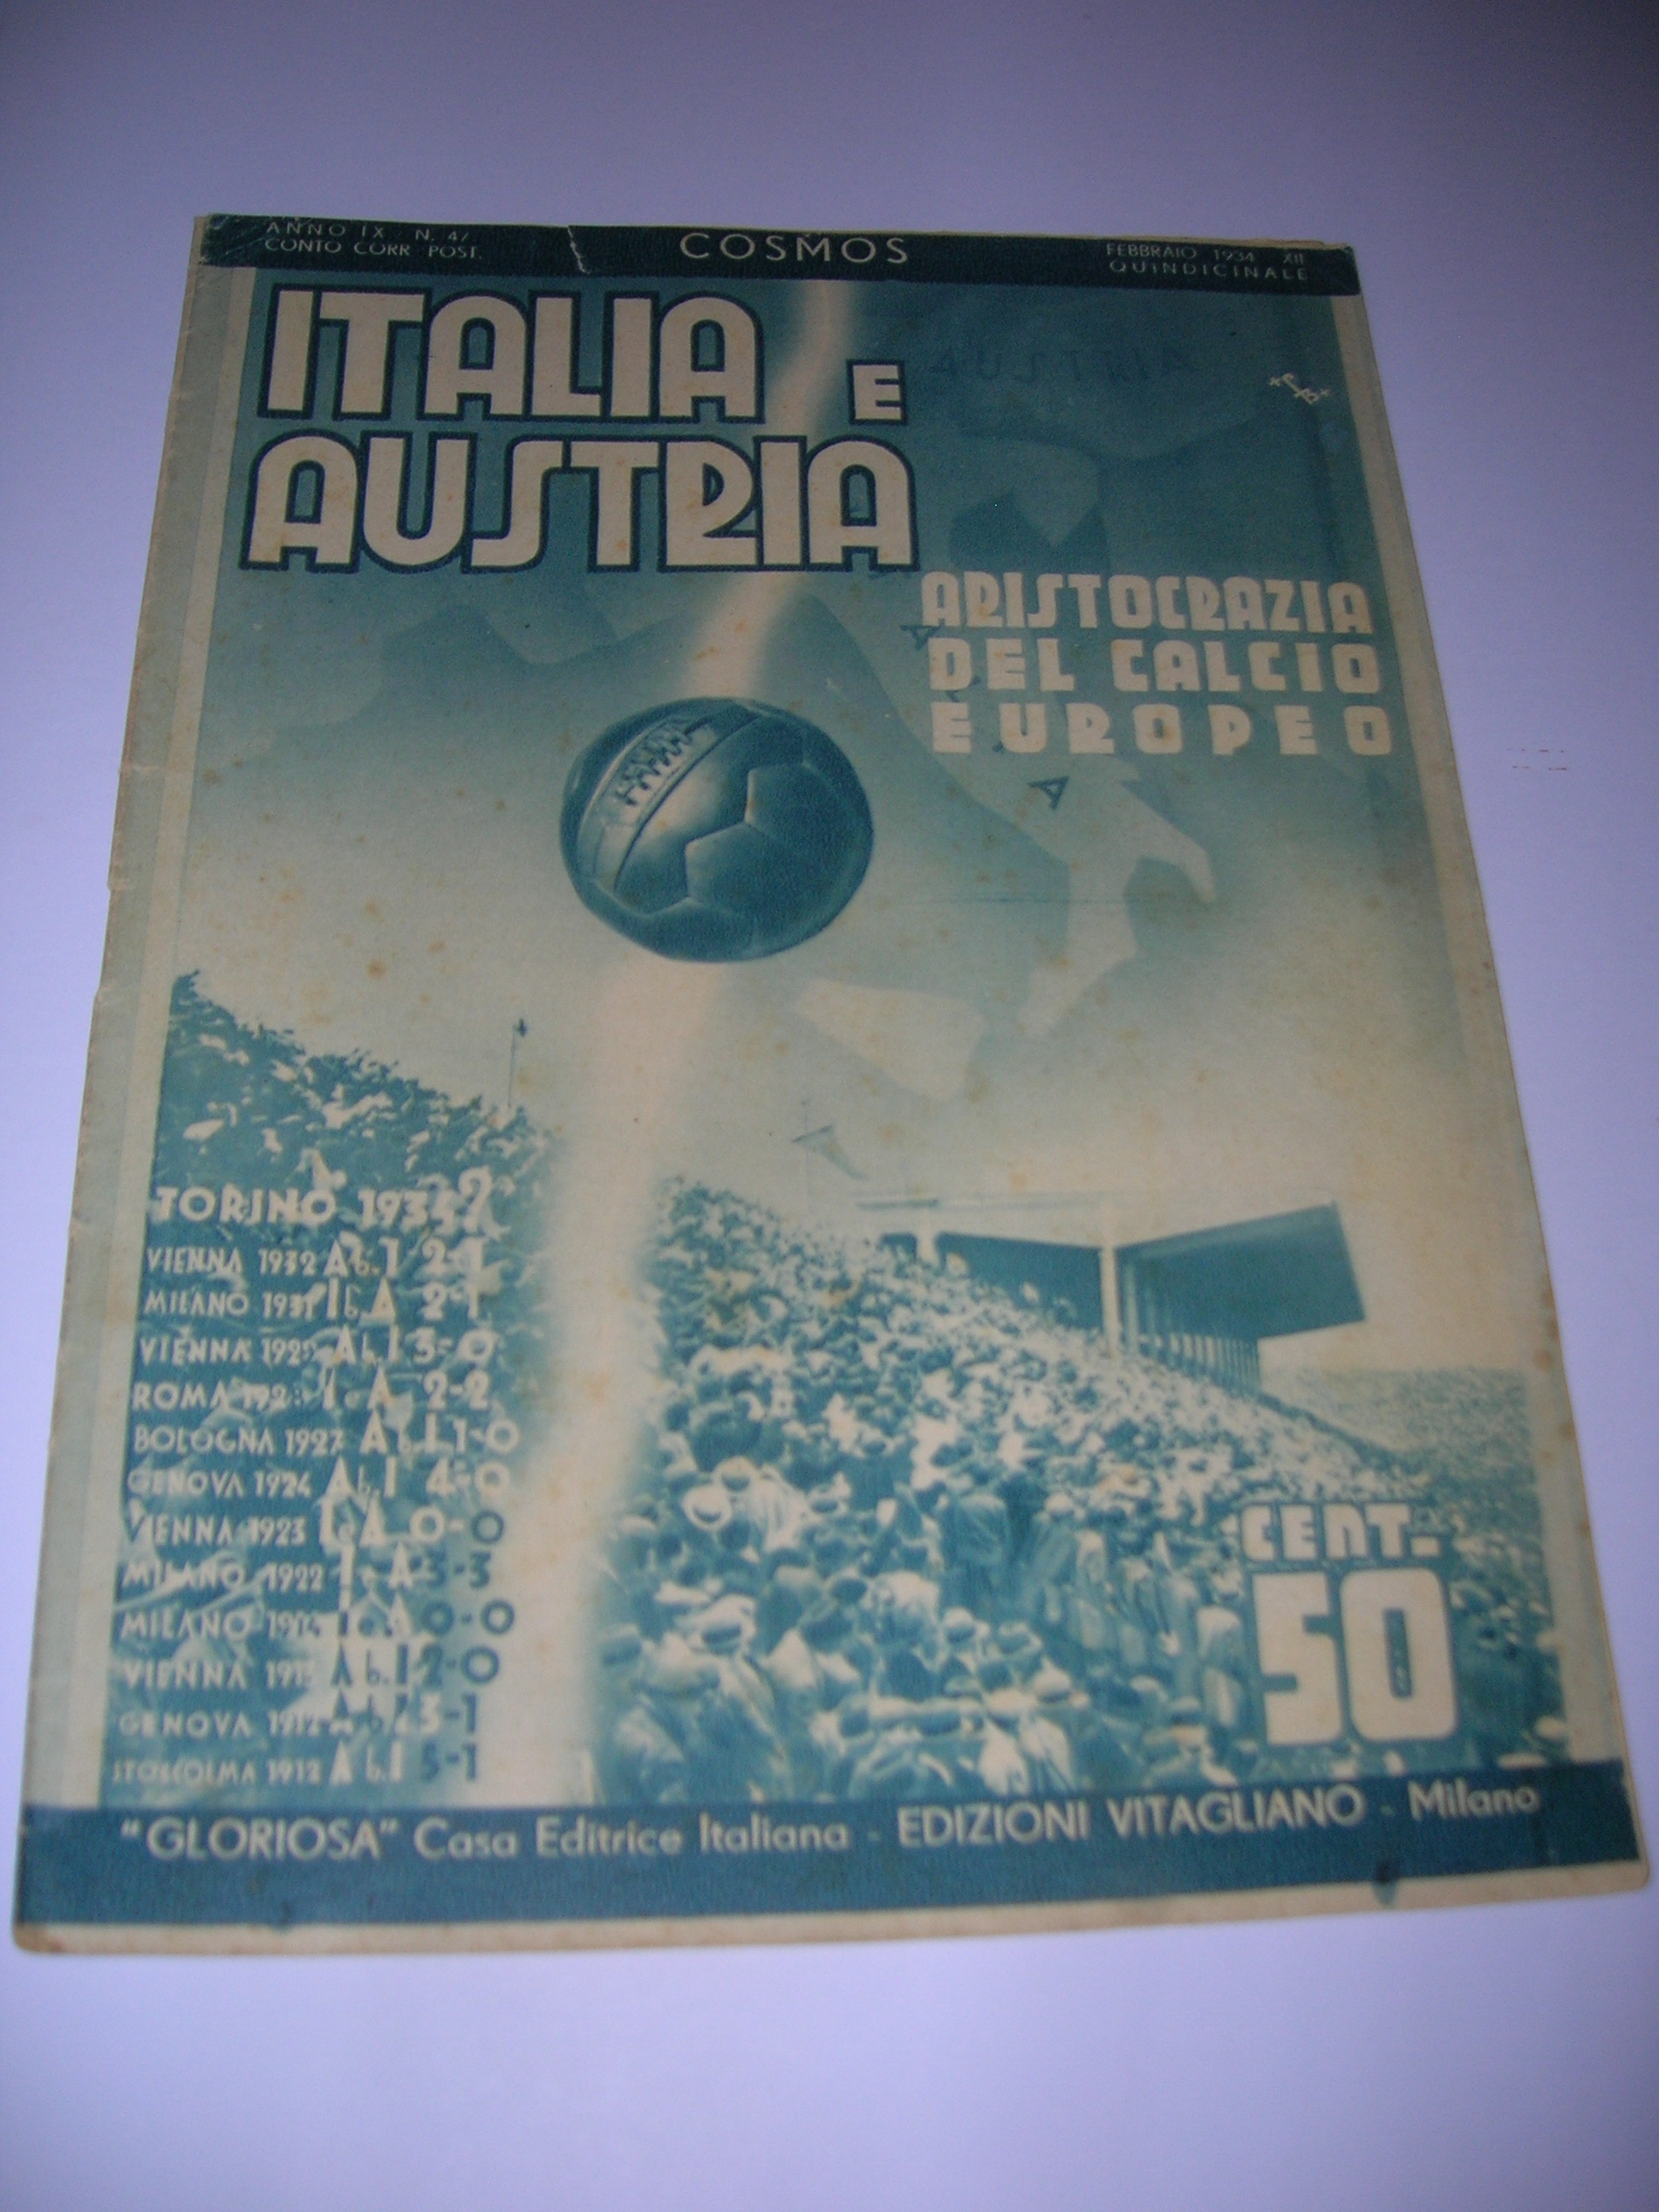 ANNO IX - N. 4/
CONTO CORR. POST.
COSMOS
FEBBRAIO 1934 XII
QUINDICINALE
ITALIA E
AUSTRIA
ARISTOCRAZIA
DEL CALCIO
EUROPEO
TORINO 1934 ?
VIENNA 1932 A b. I 2-1
MILANO 1931 I b. A 2-1
VIENNA 1929 A b. I 3-0
ROMA I e A 2-2
BOLOGNA 1927 A b. I 1-0
GENOVA 1924 A b. I 4-0
VIENNA 1923 I e A 0-0
MILANO 1922 I e A 3-3
MILANO I e A 0-0
VIENNA A b. I 2-0
GENOVA 1912 A b. I 3-1
STOCCOLMA 1912 A b. I 5-1
CENT.
50
"GLORIOSA" Casa Editrice Italiana - EDIZIONI VITAGLIANO - Milano